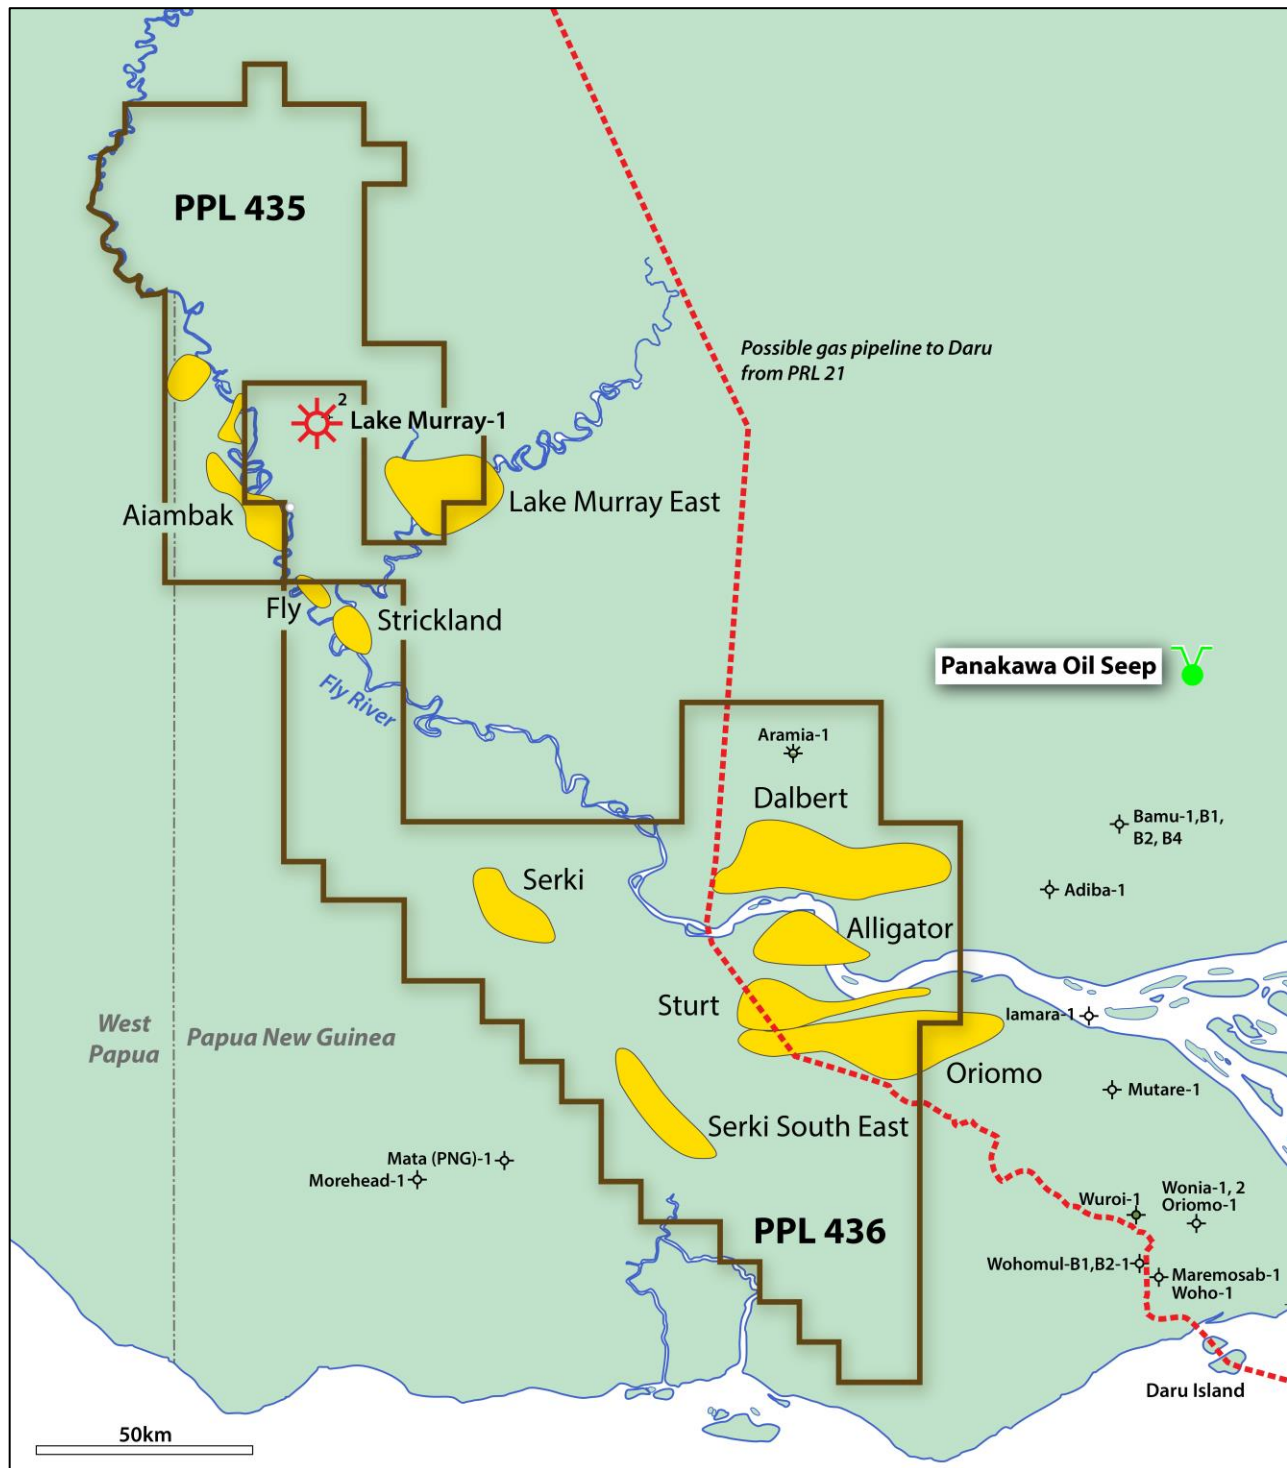 PPL 435
Possible gas pipeline to Daru
from PRL 21
2
Lake Murray-1
Lake Murray East
Aiambak
Fly
Strickland
Fly River
Panakawa Oil Seep
Aramia-1
Dalbert
Bamu-1,B1,
B2, B4
Serki
Adiba-1
Alligator
Sturt
Iamara-1
West
Papua
Papua New Guinea
Oriomo
Mutare-1
Serki South East
Mata (PNG)-1
Morehead-1
Wuroi-1
Wonia-1, 2
Oriomo-1
PPL 436
Wohomul-B1,B2-1
Maremosab-1
Woho-1
Daru Island
50km